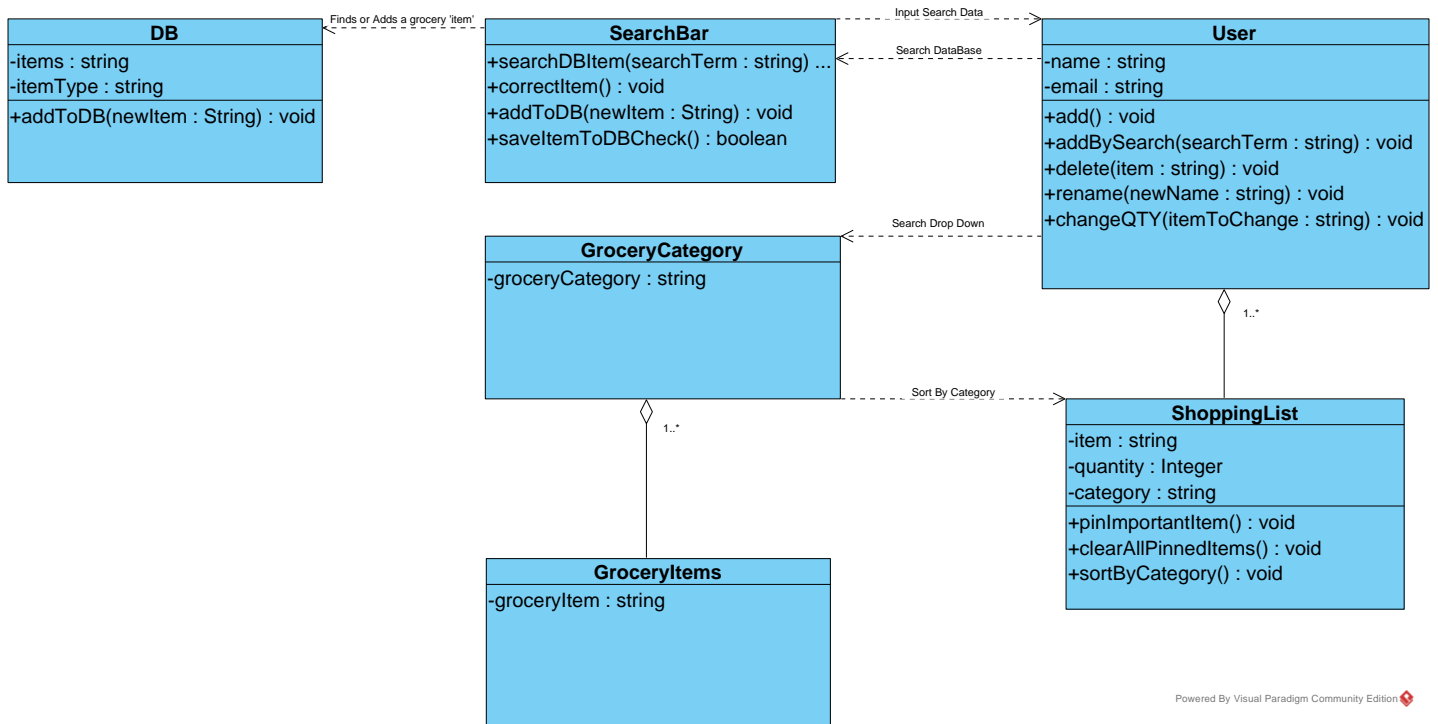 Finds or Adds a grocery 'item'
Input Search Data
DB
-items : string
-itemType : string
+addToDB(newItem : String) : void
SearchBar
+searchDBItem(searchTerm : string) ...
+correctItem() : void
+addToDB(newItem : String) : void
+saveItemToDBCheck() : boolean
Search DataBase
User
-name : string
-email : string
+add() : void
+addBySearch(searchTerm : string) : void
+delete(item : string) : void
+rename(newName : string) : void
+changeQTY(itemToChange : string) : void
Search Drop Down
GroceryCategory
-groceryCategory : string
1..*
Sort By Category
1..*
ShoppingList
-item : string
-quantity : Integer
-category : string
+pinImportantItem() : void
+clearAllPinnedItems() : void
+sortByCategory() : void
GroceryItems
-groceryItem : string
Powered By Visual Paradigm Community Edition